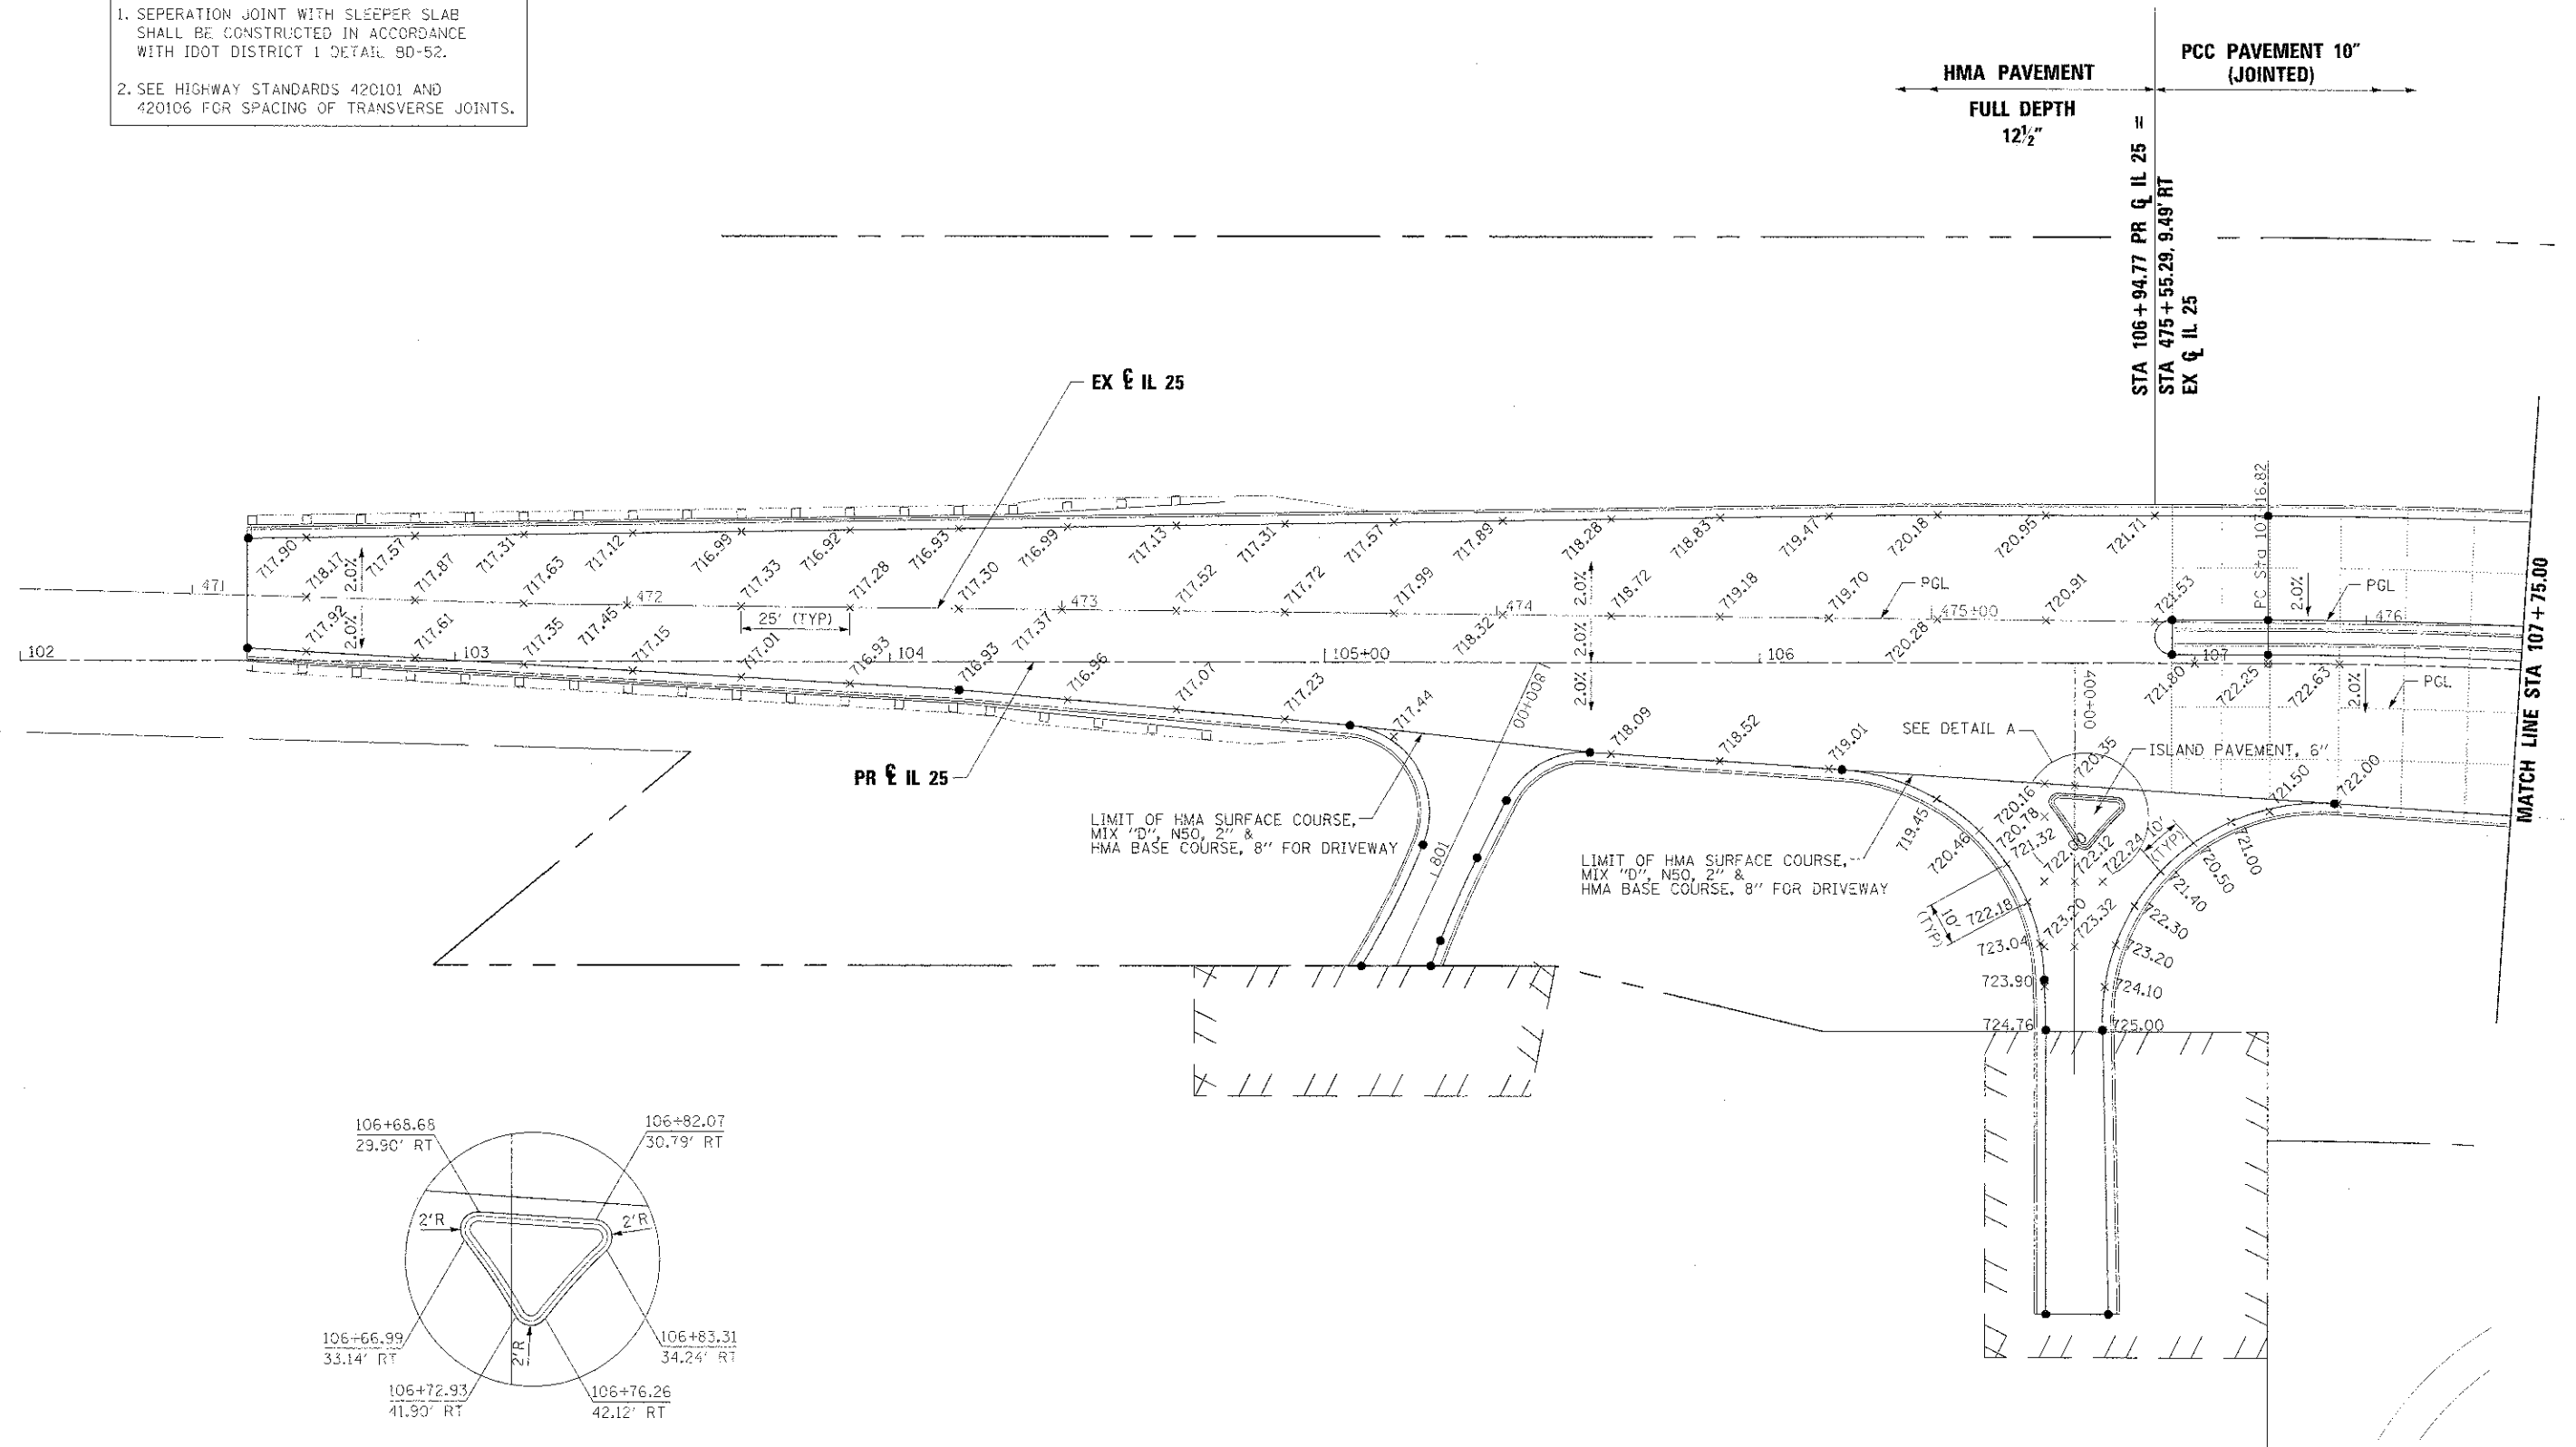 1. SEPERATION JOINT WITH SLEEPER SLAB
SHALL BE CONSTRUCTED IN ACCORDANCE
WITH IDOT DISTRICT 1 DETAIL BD-52.
2. SEE HIGHWAY STANDARDS 420101 AND
420106 FOR SPACING OF TRANSVERSE JOINTS.
HMA PAVEMENT
FULL DEPTH
12½"
PCC PAVEMENT 10"
(JOINTED)
STA 106+94.77 PR ℄ IL 25 =
STA 475+55.29, 9.49' RT
EX ℄ IL 25
EX ℄ IL 25
717.90
717.57
717.31
717.12
716.99
716.92
716.93
716.99
717.13
717.31
717.57
717.89
718.28
718.83
719.47
720.18
720.95
721.71
PC Sta 107+16.82
471
718.17
717.87
717.63
717.45
472
717.33
717.28
717.30
717.37
473
717.52
717.72
717.99
718.32
474
718.72
719.18
719.70
PGL
720.28
475+00
720.91
721.53
PGL
476
2.0%
2.0%
2.0%
2.0%
2.0%
2.0%
2.0%
25' (TYP)
102
717.92
717.61
103
717.35
717.15
717.01
716.93
104
716.93
716.96
717.07
105+00
717.23
717.44
800+00
106
718.09
718.52
719.01
400+00
107
721.80
722.25
722.63
PGL
MATCH LINE STA 107+75.00
PR ℄ IL 25
SEE DETAIL A
ISLAND PAVEMENT, 6"
LIMIT OF HMA SURFACE COURSE,
MIX "D", N50, 2" &
HMA BASE COURSE, 8" FOR DRIVEWAY
801
LIMIT OF HMA SURFACE COURSE,
MIX "D", N50, 2" &
HMA BASE COURSE, 8" FOR DRIVEWAY
720.35
720.16
720.78
721.32
719.45
720.46
722.12
722.24
10'
(TYP)
721.50
722.00
721.00
720.50
721.40
722.30
10'
(TYP)
722.18
723.20
723.32
723.04
723.20
723.90
724.10
724.76
725.00
106+68.68
29.90' RT
106+82.07
30.79' RT
2'R
2'R
106+66.99
33.14' RT
2'R
106+83.31
34.24' RT
106+72.93
41.90' RT
106+76.26
42.12' RT